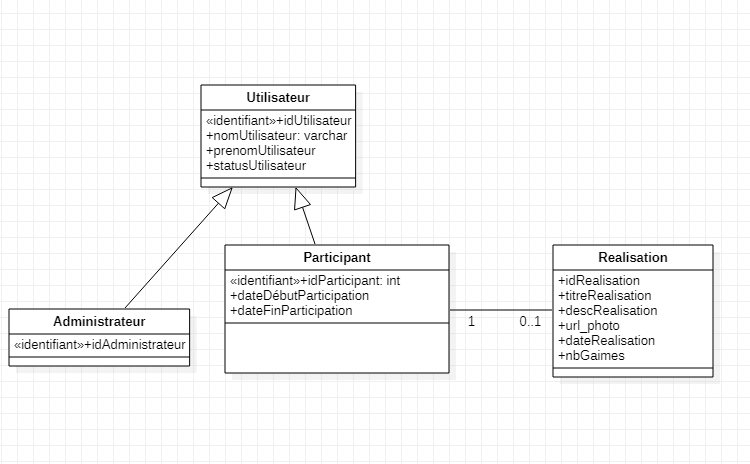 Utilisateur
«identifiant»+idUtilisateur
+nomUtilisateur: varchar
+prenomUtilisateur
+statusUtilisateur
Participant
«identifiant»+idParticipant: int
+dateDébutParticipation
+dateFinParticipation
Realisation
+idRealisation
+titreRealisation
+descRealisation
+url_photo
+dateRealisation
+nbGaimes
1
0..1
Administrateur
«identifiant»+idAdministrateur